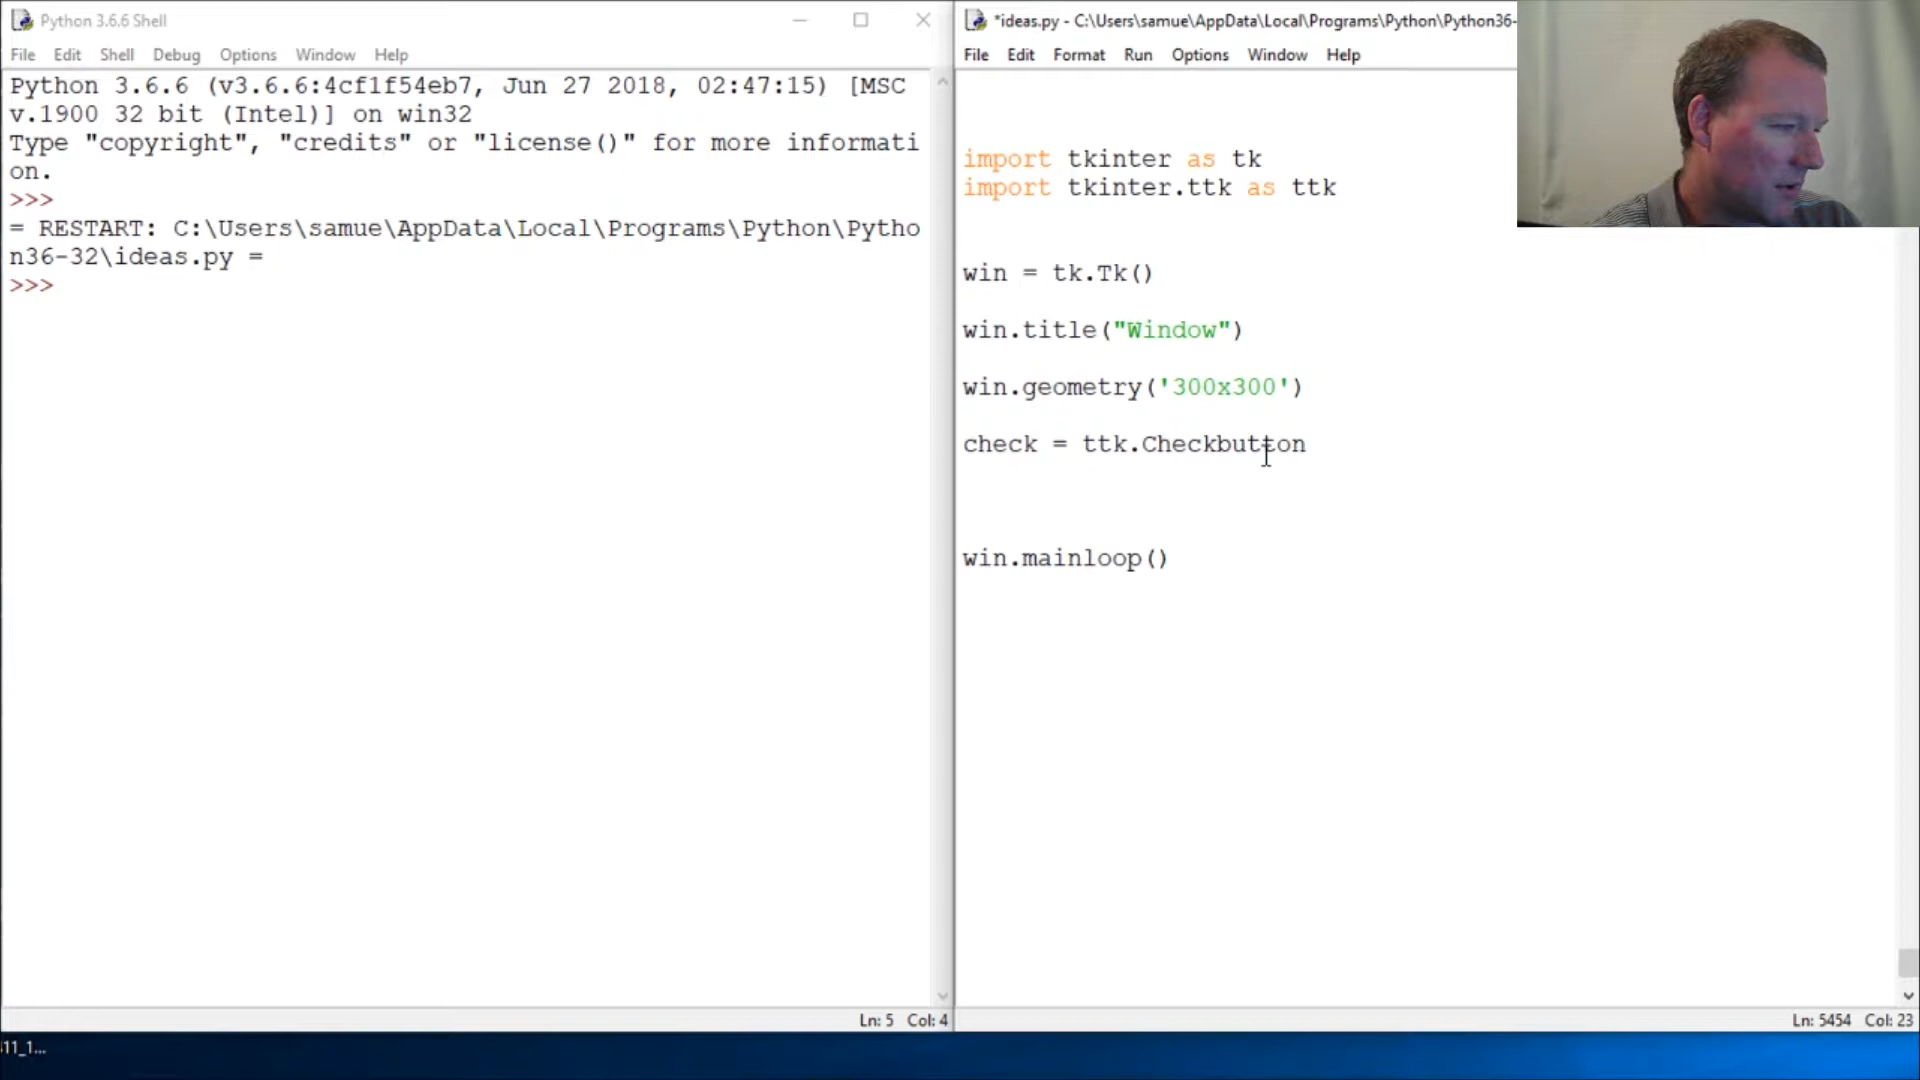 Python 3.6.6 Shell
File Edit Shell Debug Options Window Help
Python 3.6.6 (v3.6.6:4cf1f54eb7, Jun 27 2018, 02:47:15) [MSC
v.1900 32 bit (Intel)] on win32
Type "copyright", "credits" or "license()" for more informati
on.
>>>
= RESTART: C:\Users\samue\AppData\Local\Programs\Python\Pytho
n36-32\ideas.py =
>>>
Ln: 5 Col: 4
*ideas.py - C:\Users\samue\AppData\Local\Programs\Python\Python36-
File Edit Format Run Options Window Help
import tkinter as tk
import tkinter.ttk as ttk
win = tk.Tk()
win.title("Window")
win.geometry('300x300')
check = ttk.Checkbutton
win.mainloop()
Ln: 5454 Col: 23
11_1...